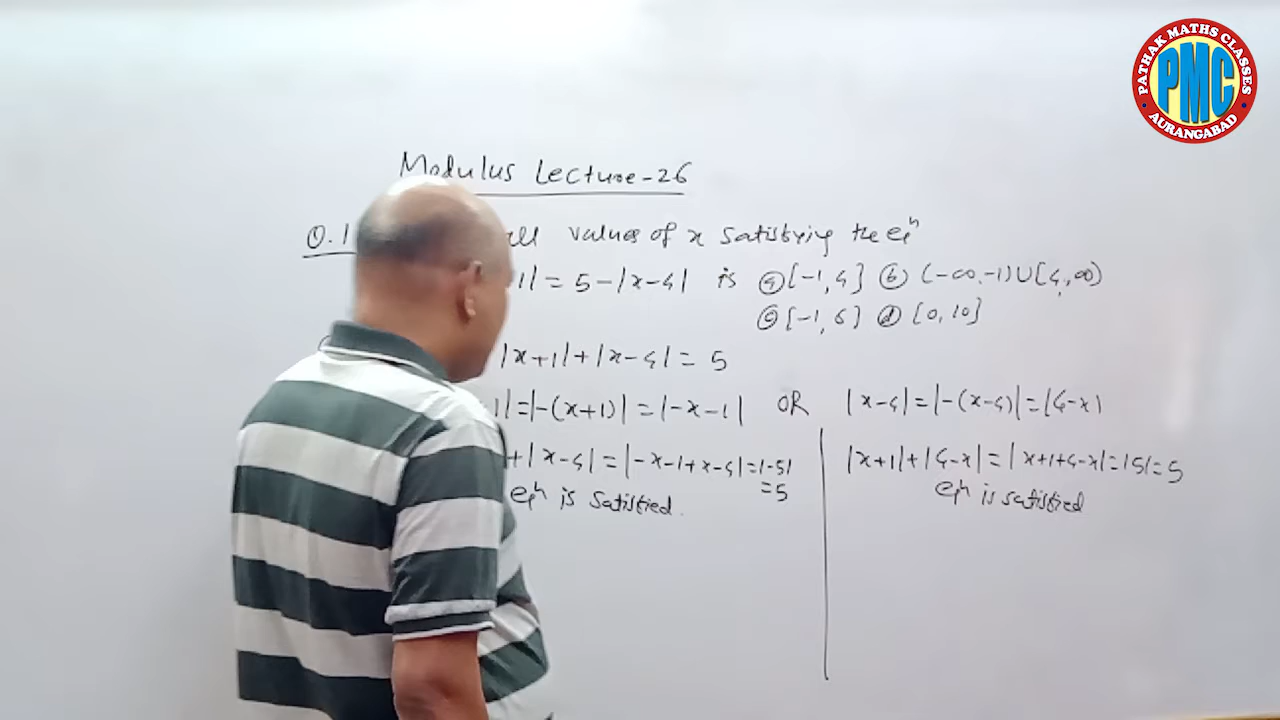 PATHAK MATHS CLASSES
PMC
AURANGABAD
Modulus Lecture-26
Q.1 all values of x satisfying the eqn
1| = 5-|x-4| is (a) [-1,4] (b) (-∞,-1)∪[4,∞)
(c) [-1,6] (d) [0,10]
|x+1|+|x-4| = 5
1| = |-(x+1)| = |-x-1| OR |x-4| = |-(x-4)| = |4-x|
+|x-4| = |-x-1+x-4| = |-5| |x+1|+|4-x| = |x+1+4-x| = |5| = 5
=5
eqn is satisfied. eqn is satisfied